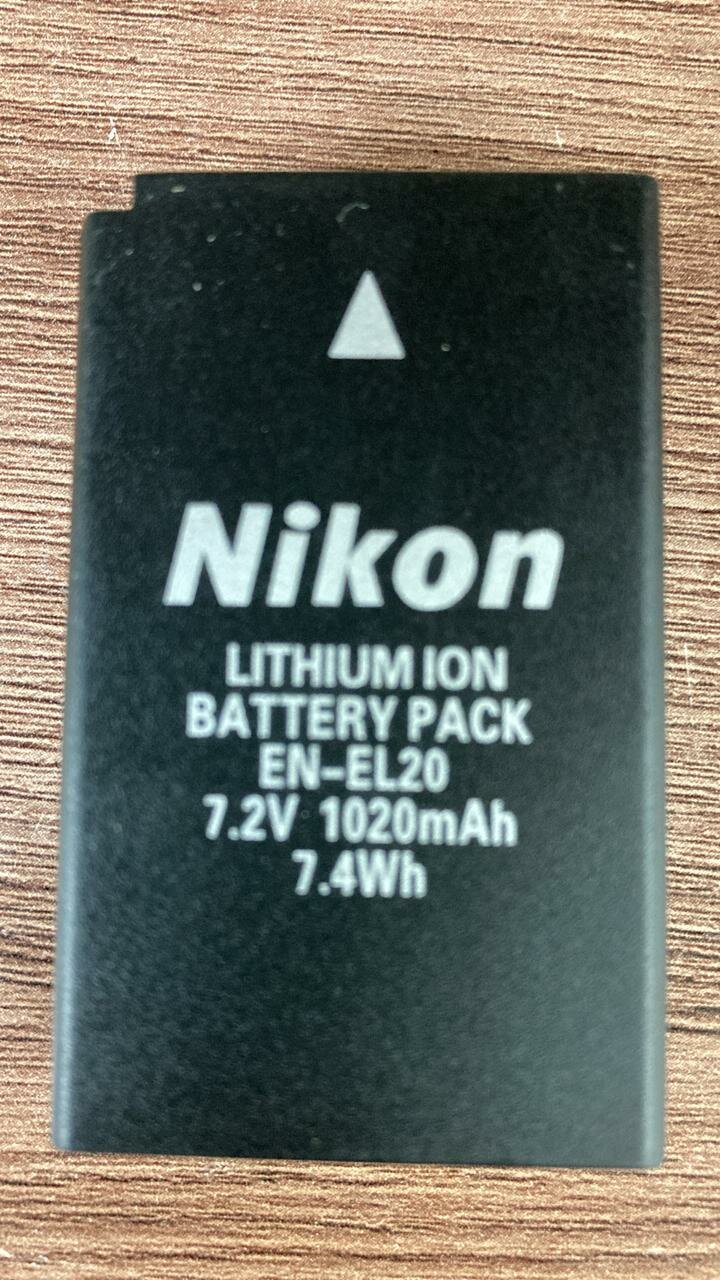 Nikon
LITHIUM ION
BATTERY PACK
EN-EL20
7.2V 1020mAh
7.4Wh